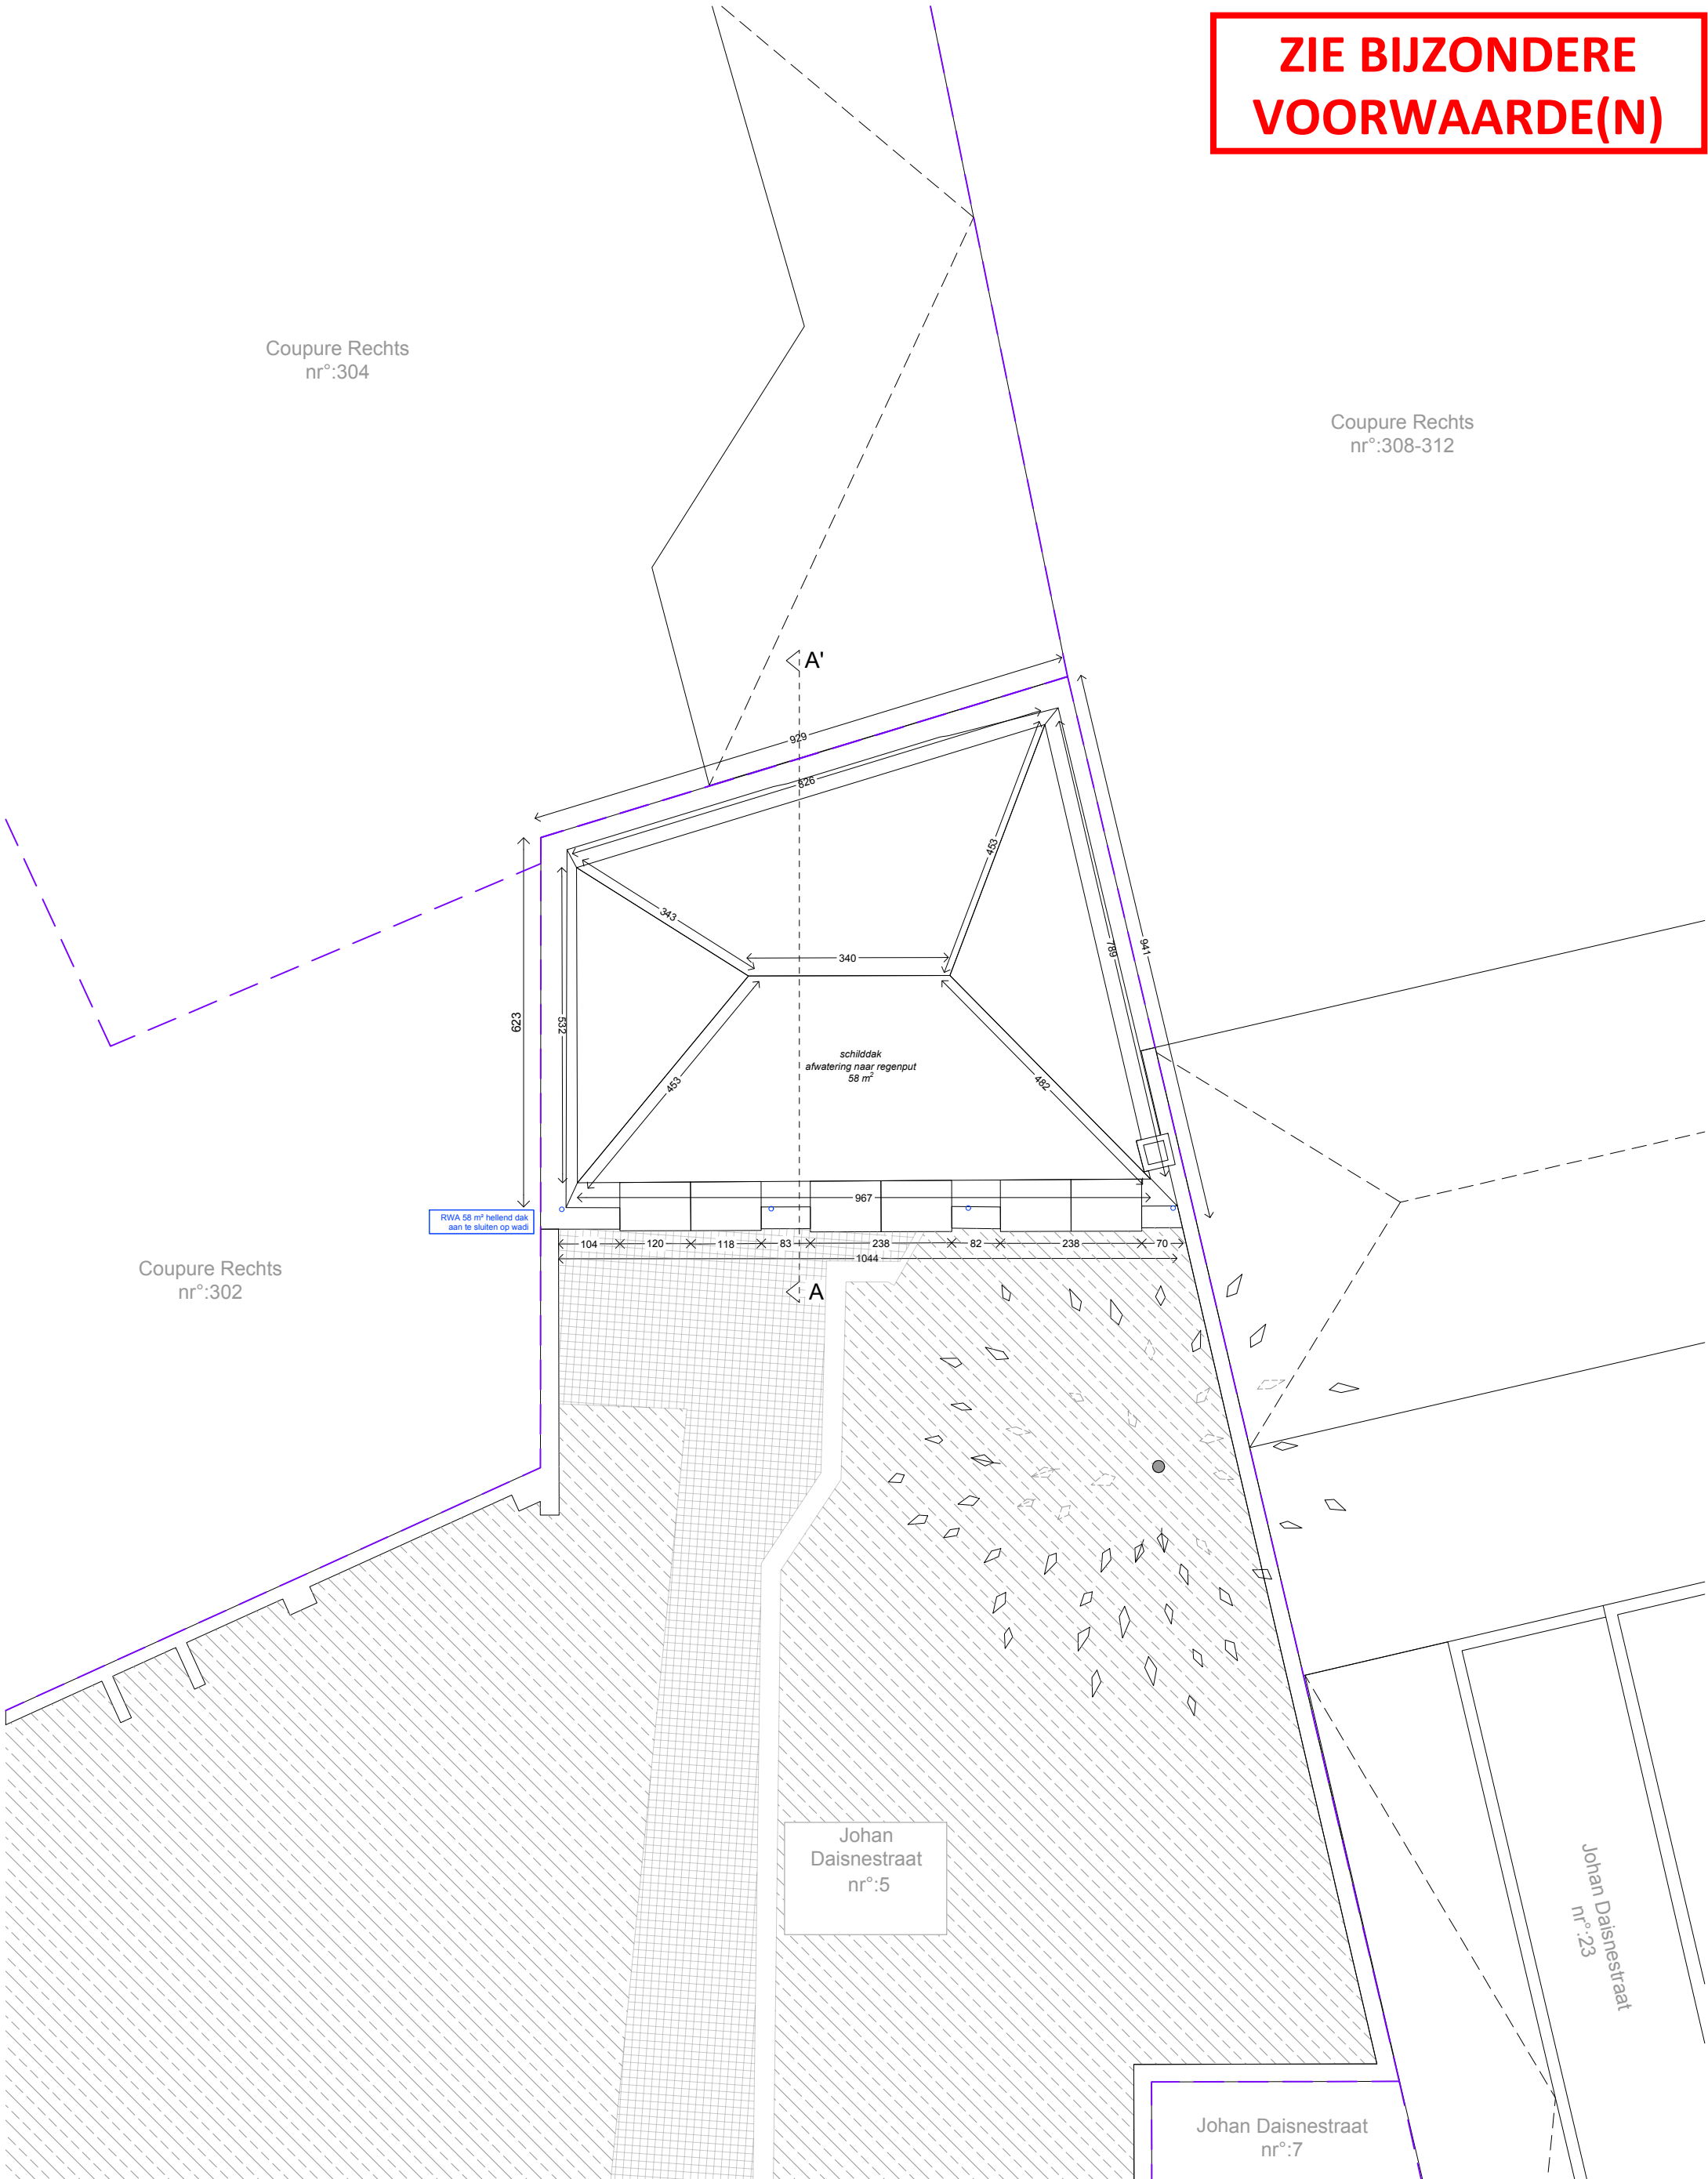 ZIE BIJZONDERE
VOORWAARDE(N)
Coupure Rechts
nr°:304
Coupure Rechts
nr°:308-312
A'
929
826
453
343
340
789
941
623
532
schilddak
afwatering naar regenput
58 m²
453
482
967
RWA 58 m² hellend dak
aan te sluiten op wadi
104
120
118
83
238
82
238
70
1044
Coupure Rechts
nr°:302
A
Johan
Daisnestraat
nr°:5
Johan Daisnestraat
nr°:23
Johan Daisnestraat
nr°:7